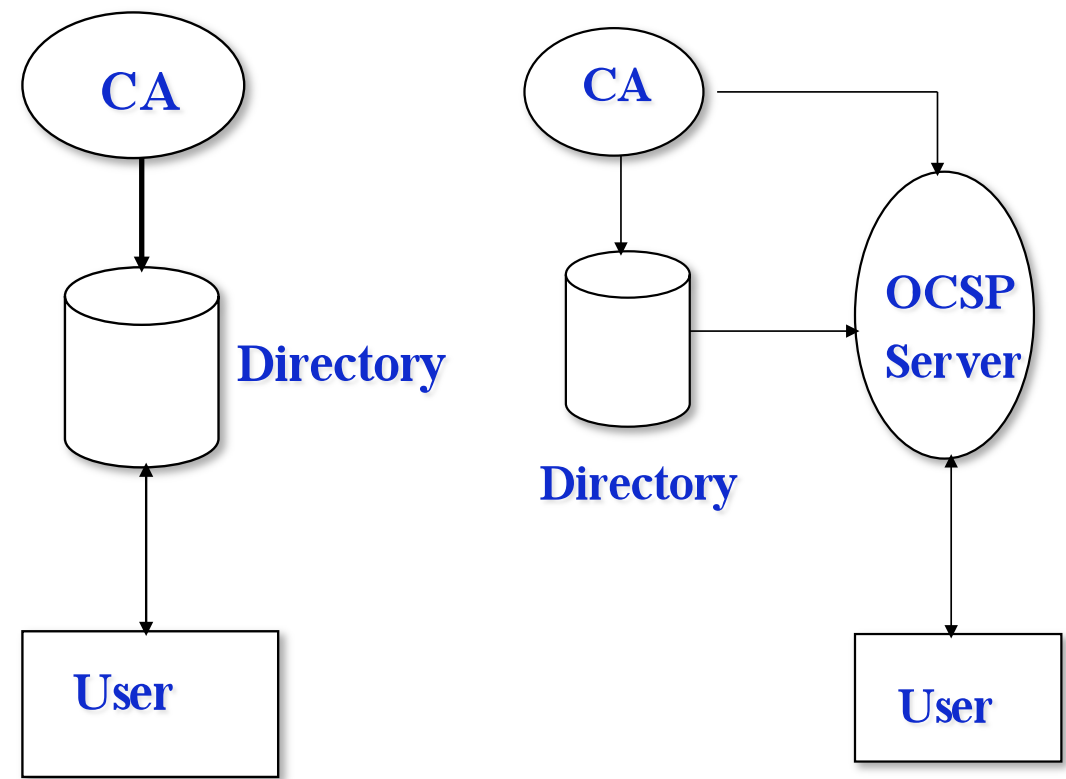 CA
Directory
User
CA
OCSP
Server
Directory
User